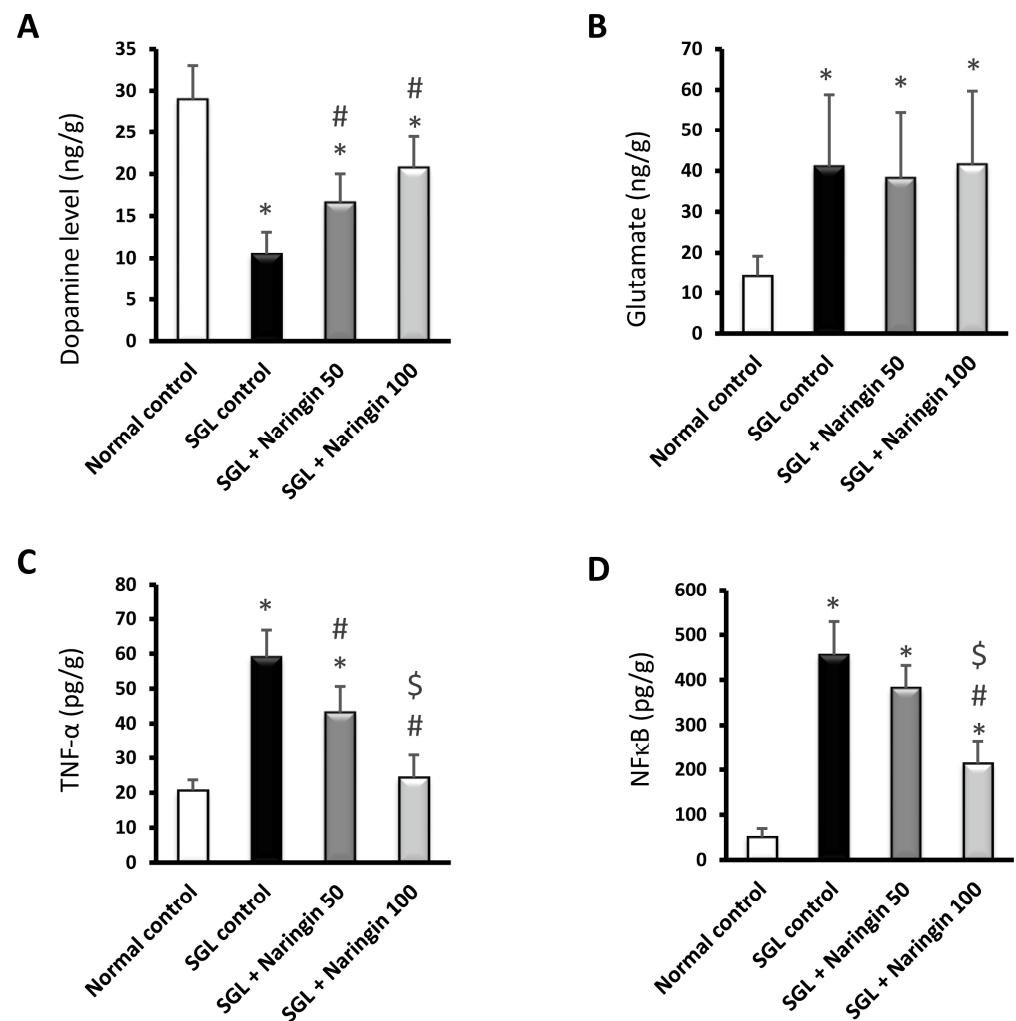 A
Dopamine level (ng/g)
35
30
25
20
15
10
5
0
*
#
*
#
*
Normal control
SGL control
SGL + Naringin 50
SGL + Naringin 100
B
Glutamate (ng/g)
70
60
50
40
30
20
10
0
*
*
*
Normal control
SGL control
SGL + Naringin 50
SGL + Naringin 100
C
TNF-α (pg/g)
80
70
60
50
40
30
20
10
0
*
#
*
$
#
Normal control
SGL control
SGL + Naringin 50
SGL + Naringin 100
D
NFκB (pg/g)
600
500
400
300
200
100
0
*
*
$
#
*
Normal control
SGL control
SGL + Naringin 50
SGL + Naringin 100